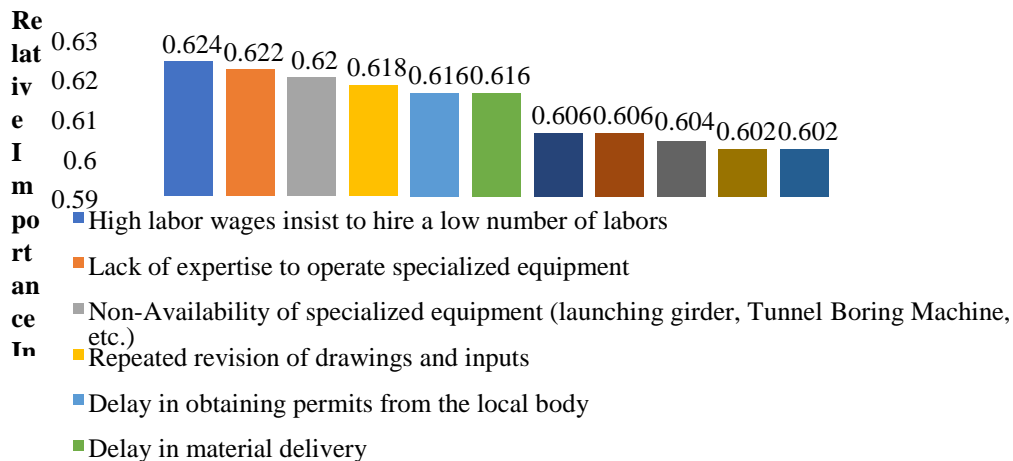 Re
lat
iv
e
I
m
po
rt
an
ce
In
0.63
0.62
0.61
0.6
0.59
0.624
0.622
0.62
0.618
0.616
0.616
0.606
0.606
0.604
0.602
0.602
High labor wages insist to hire a low number of labors
Lack of expertise to operate specialized equipment
Non-Availability of specialized equipment (launching girder, Tunnel Boring Machine,
etc.)
Repeated revision of drawings and inputs
Delay in obtaining permits from the local body
Delay in material delivery